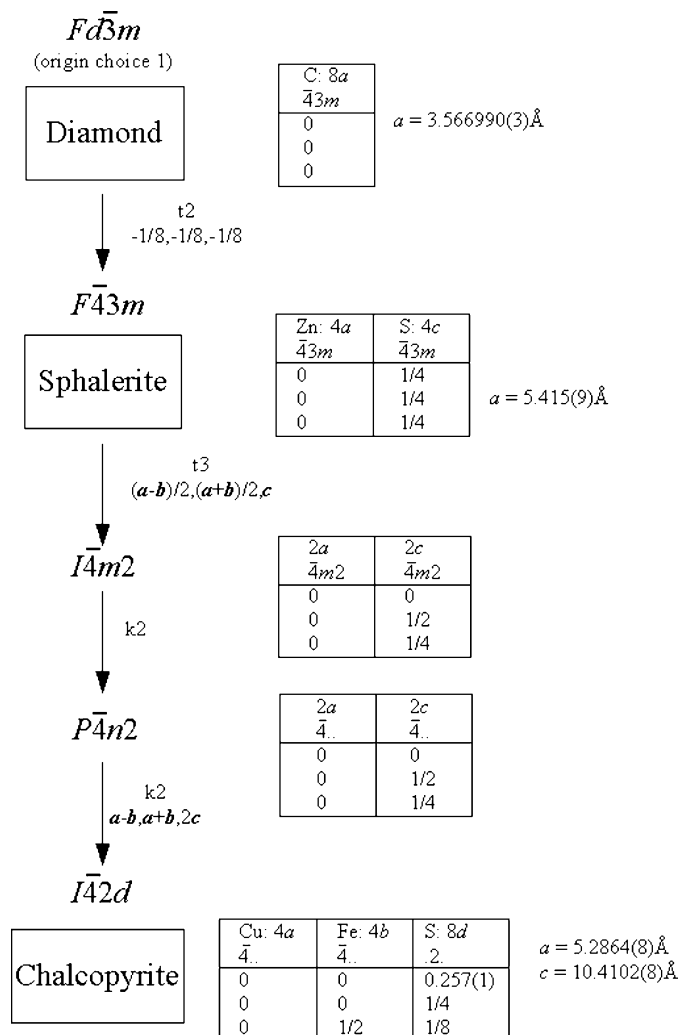 Fd3̄m
(origin choice 1)
Diamond
C: 8a
4̄3m
0
0
0
a = 3.566990(3)Å
t2
-1/8,-1/8,-1/8
F4̄3m
Sphalerite
Zn: 4a S: 4c
4̄3m 4̄3m
0 1/4
0 1/4
0 1/4
a = 5.415(9)Å
t3
(a-b)/2,(a+b)/2,c
I4̄m2
2a 2c
4̄m2 4̄m2
0 0
0 1/2
0 1/4
k2
P4̄n2
2a 2c
4̄.. 4̄..
0 0
0 1/2
0 1/4
k2
a-b,a+b,2c
I4̄2d
Chalcopyrite
Cu: 4a Fe: 4b S: 8d
4̄.. 4̄.. .2.
0 0 0.257(1)
0 0 1/4
0 1/2 1/8
a = 5.2864(8)Å
c = 10.4102(8)Å